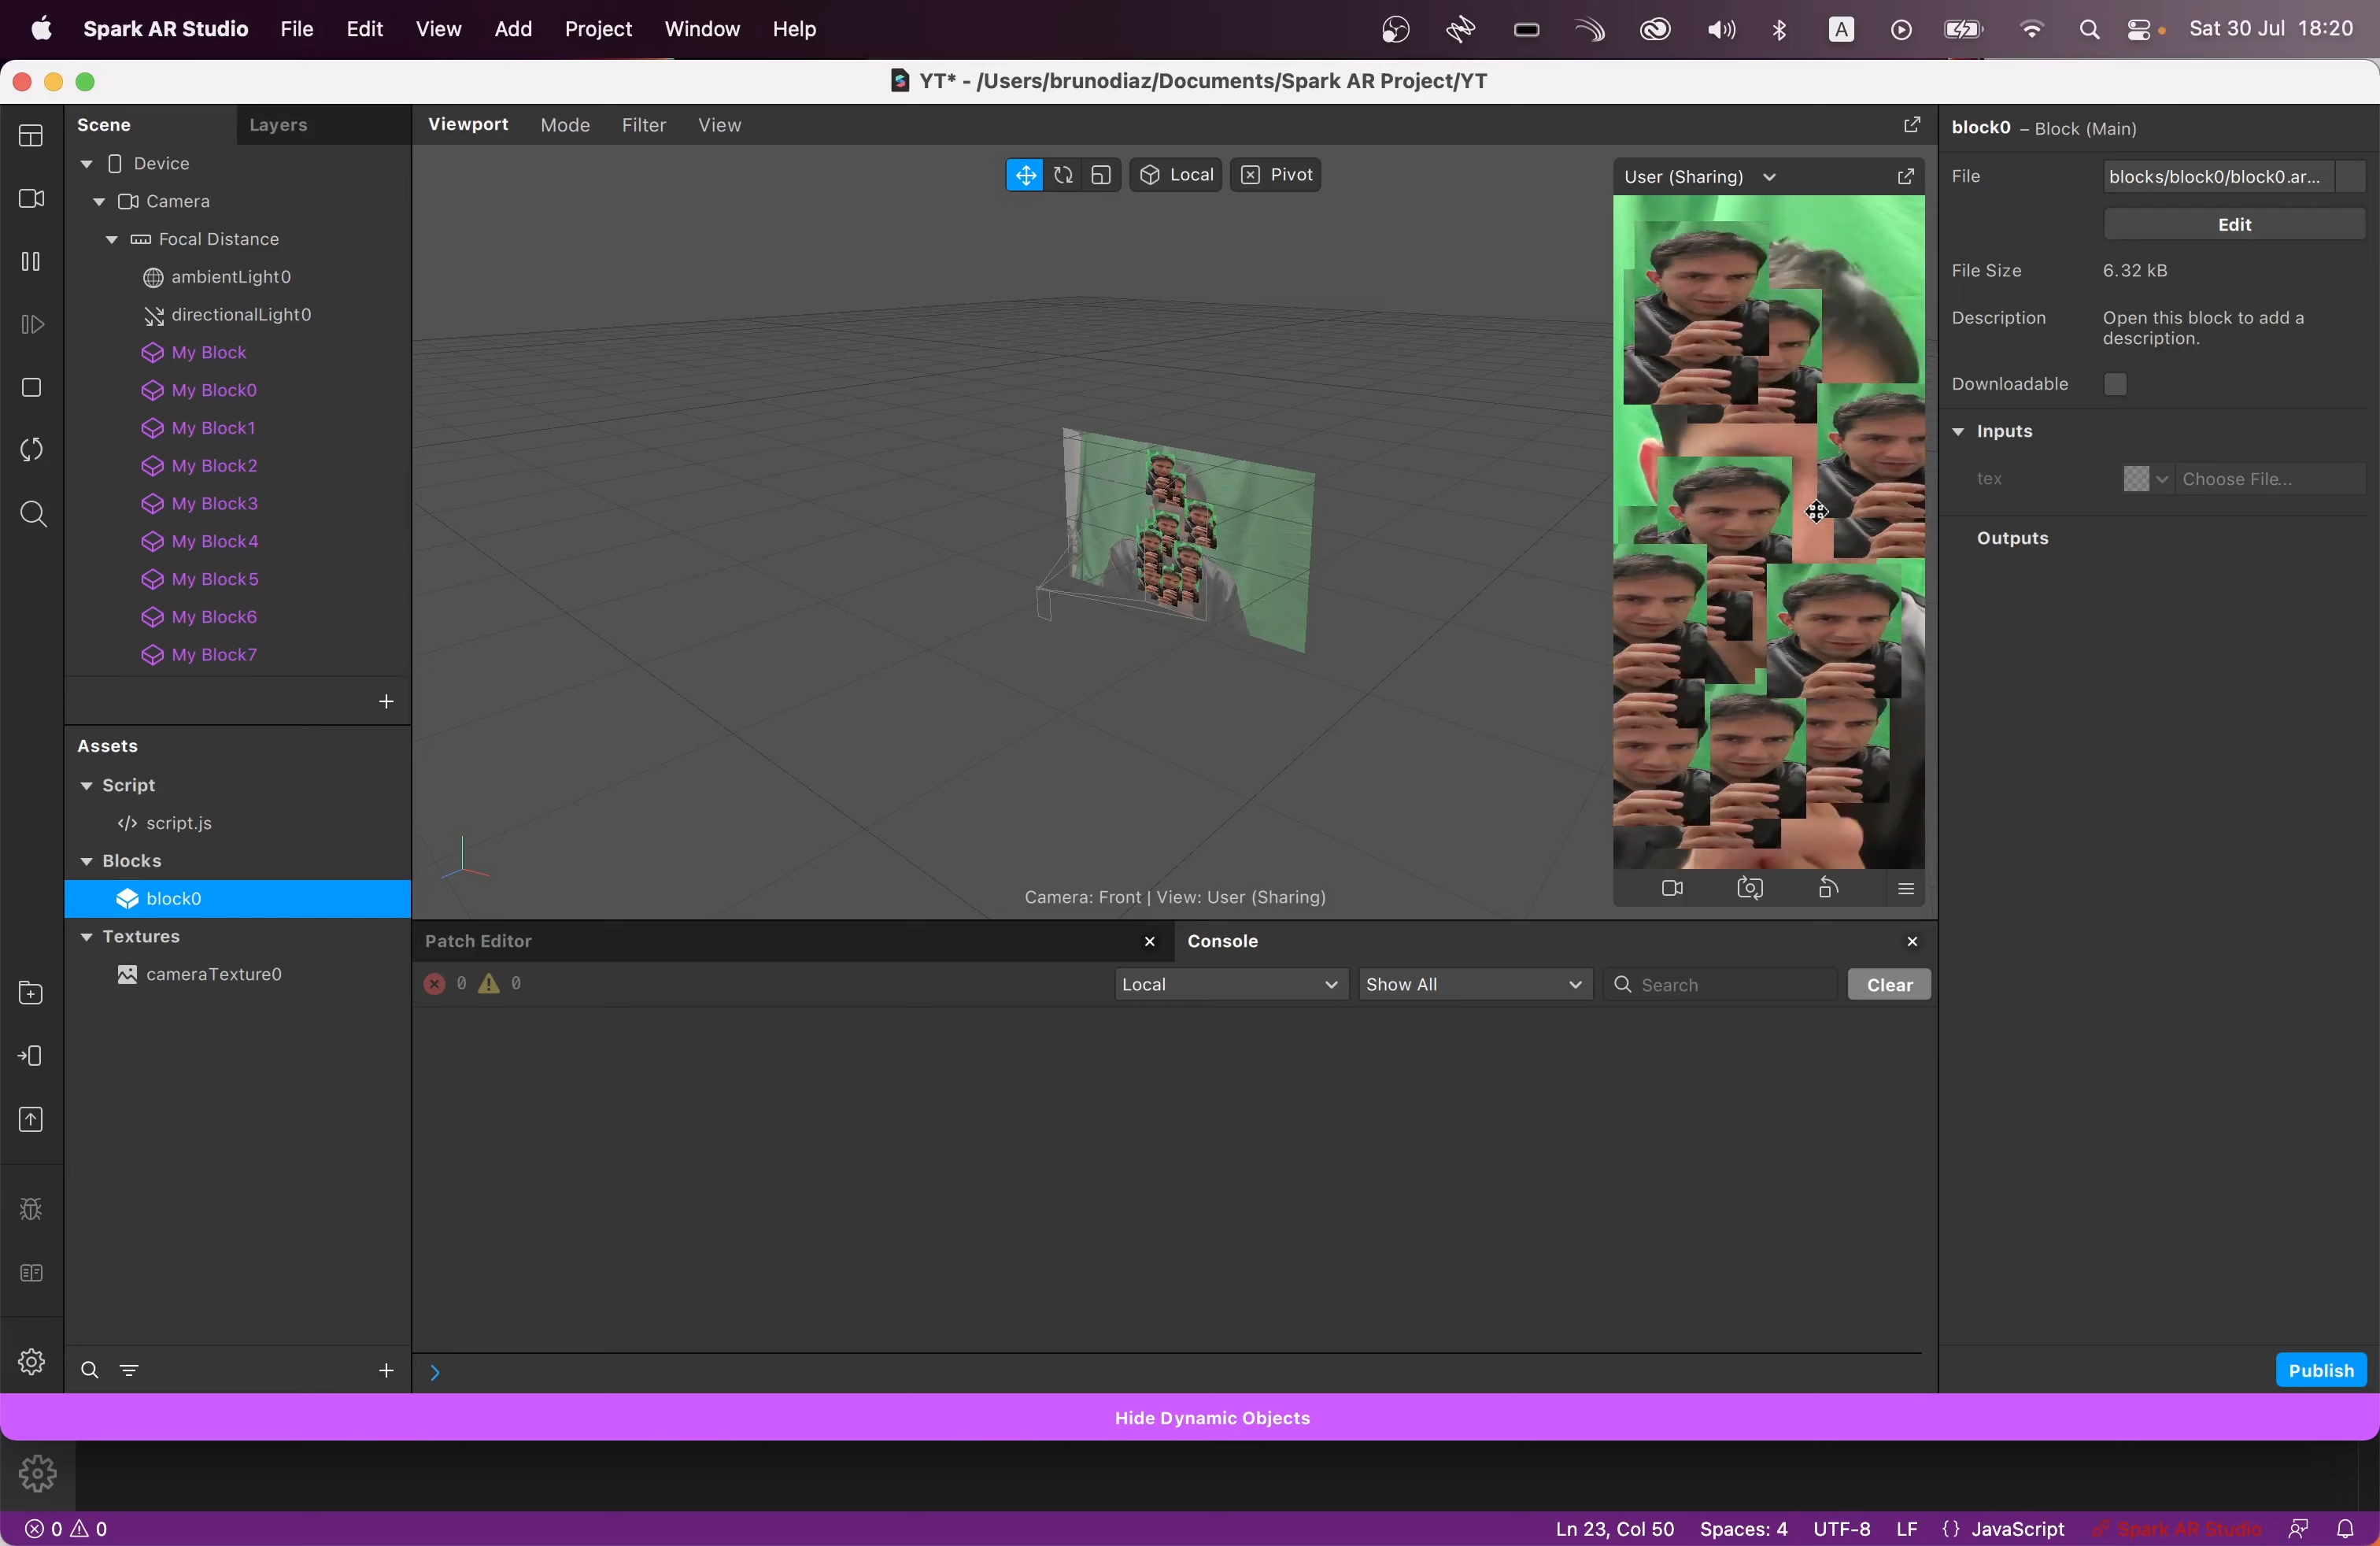 Spark AR Studio File Edit View Add Project Window Help A Sat 30 Jul 18:20
YT* - /Users/brunodiaz/Documents/Spark AR Project/YT
Scene Layers
Device
Camera
Focal Distance
ambientLight0
directionalLight0
My Block
My Block0
My Block1
My Block2
My Block3
My Block4
My Block5
My Block6
My Block7
+
Assets
Script
</> script.js
Blocks
block0
Textures
cameraTexture0
+
Viewport Mode Filter View
Local Pivot
User (Sharing)
Camera: Front | View: User (Sharing)
Patch Editor
Console
0 0
Local Show All Search Clear
block0 – Block (Main)
File blocks/block0/block0.ar...
Edit
File Size 6.32 kB
Description Open this block to add a
description.
Downloadable
Inputs
tex Choose File...
Outputs
Publish
Hide Dynamic Objects
0 0 Ln 23, Col 50 Spaces: 4 UTF-8 LF {} JavaScript Spark AR Studio